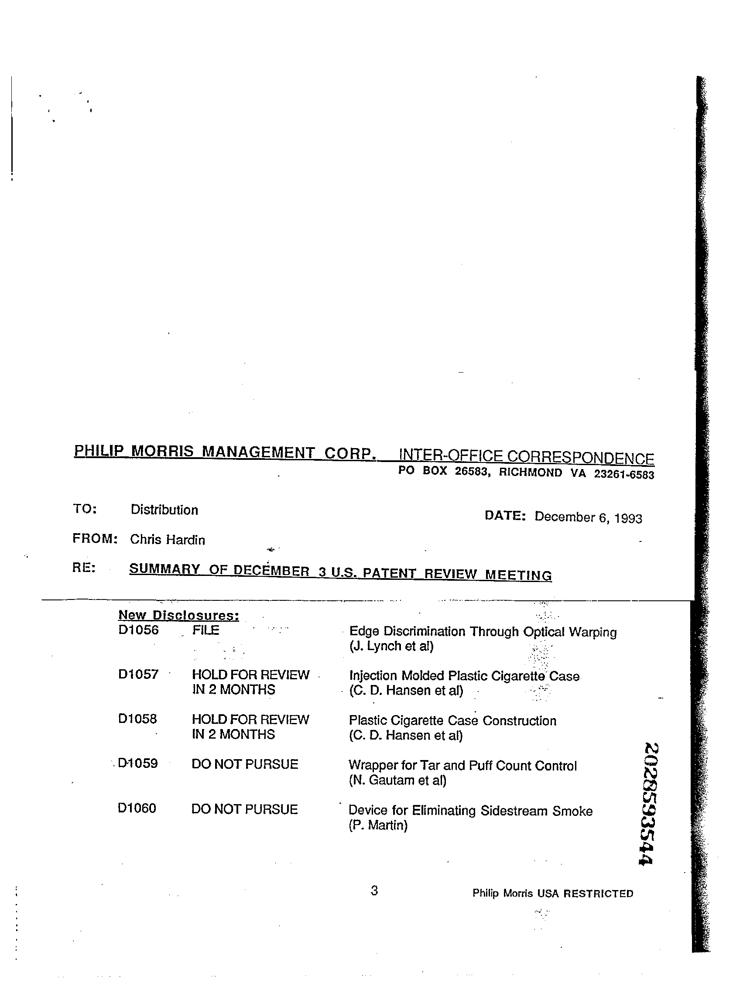 PHILIP MORRIS MANAGEMENT CORP. INTER-OFFICE CORRESPONDENCE
PO BOX 26583, RICHMOND VA 23261-6583
TO: Distribution DATE: December 6, 1993
FROM: Chris Hardin
RE: SUMMARY OF DECEMBER 3 U.S. PATENT REVIEW MEETING
New Disclosures:
D1056 FILE Edge Discrimination Through Optical Warping
(J. Lynch et al)
D1057 HOLD FOR REVIEW Injection Molded Plastic Cigarette Case
IN 2 MONTHS (C. D. Hansen et al)
D1058 HOLD FOR REVIEW Plastic Cigarette Case Construction
IN 2 MONTHS (C. D. Hansen et al)
D1059 DO NOT PURSUE Wrapper for Tar and Puff Count Control
(N. Gautam et al)
D1060 DO NOT PURSUE Device for Eliminating Sidestream Smoke
(P. Martin)
2028593544
3 Philip Morris USA RESTRICTED